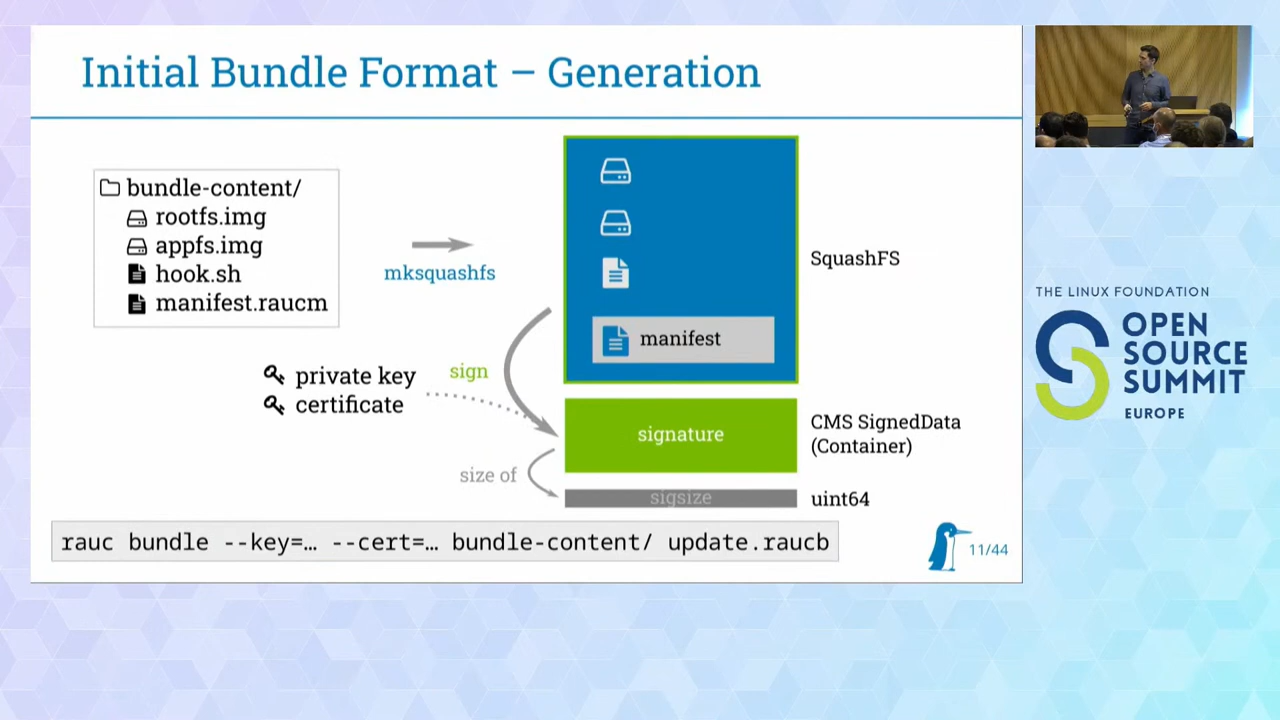 Initial Bundle Format – Generation
bundle-content/
rootfs.img
appfs.img
hook.sh
manifest.raucm
mksquashfs
private key
certificate
sign
size of
manifest
SquashFS
signature
CMS SignedData
(Container)
sigsize
uint64
rauc bundle --key=… --cert=… bundle-content/ update.raucb
11/44
THE LINUX FOUNDATION
OPEN
SOURCE
SUMMIT
EUROPE